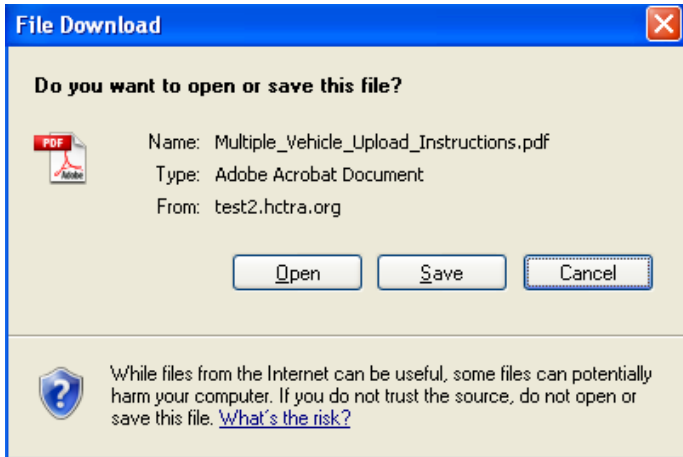 File Download
Do you want to open or save this file?
PDF
Adobe
Name: Multiple_Vehicle_Upload_Instructions.pdf
Type: Adobe Acrobat Document
From: test2.hctra.org
Open Save Cancel
While files from the Internet can be useful, some files can potentially
harm your computer. If you do not trust the source, do not open or
save this file. What's the risk?